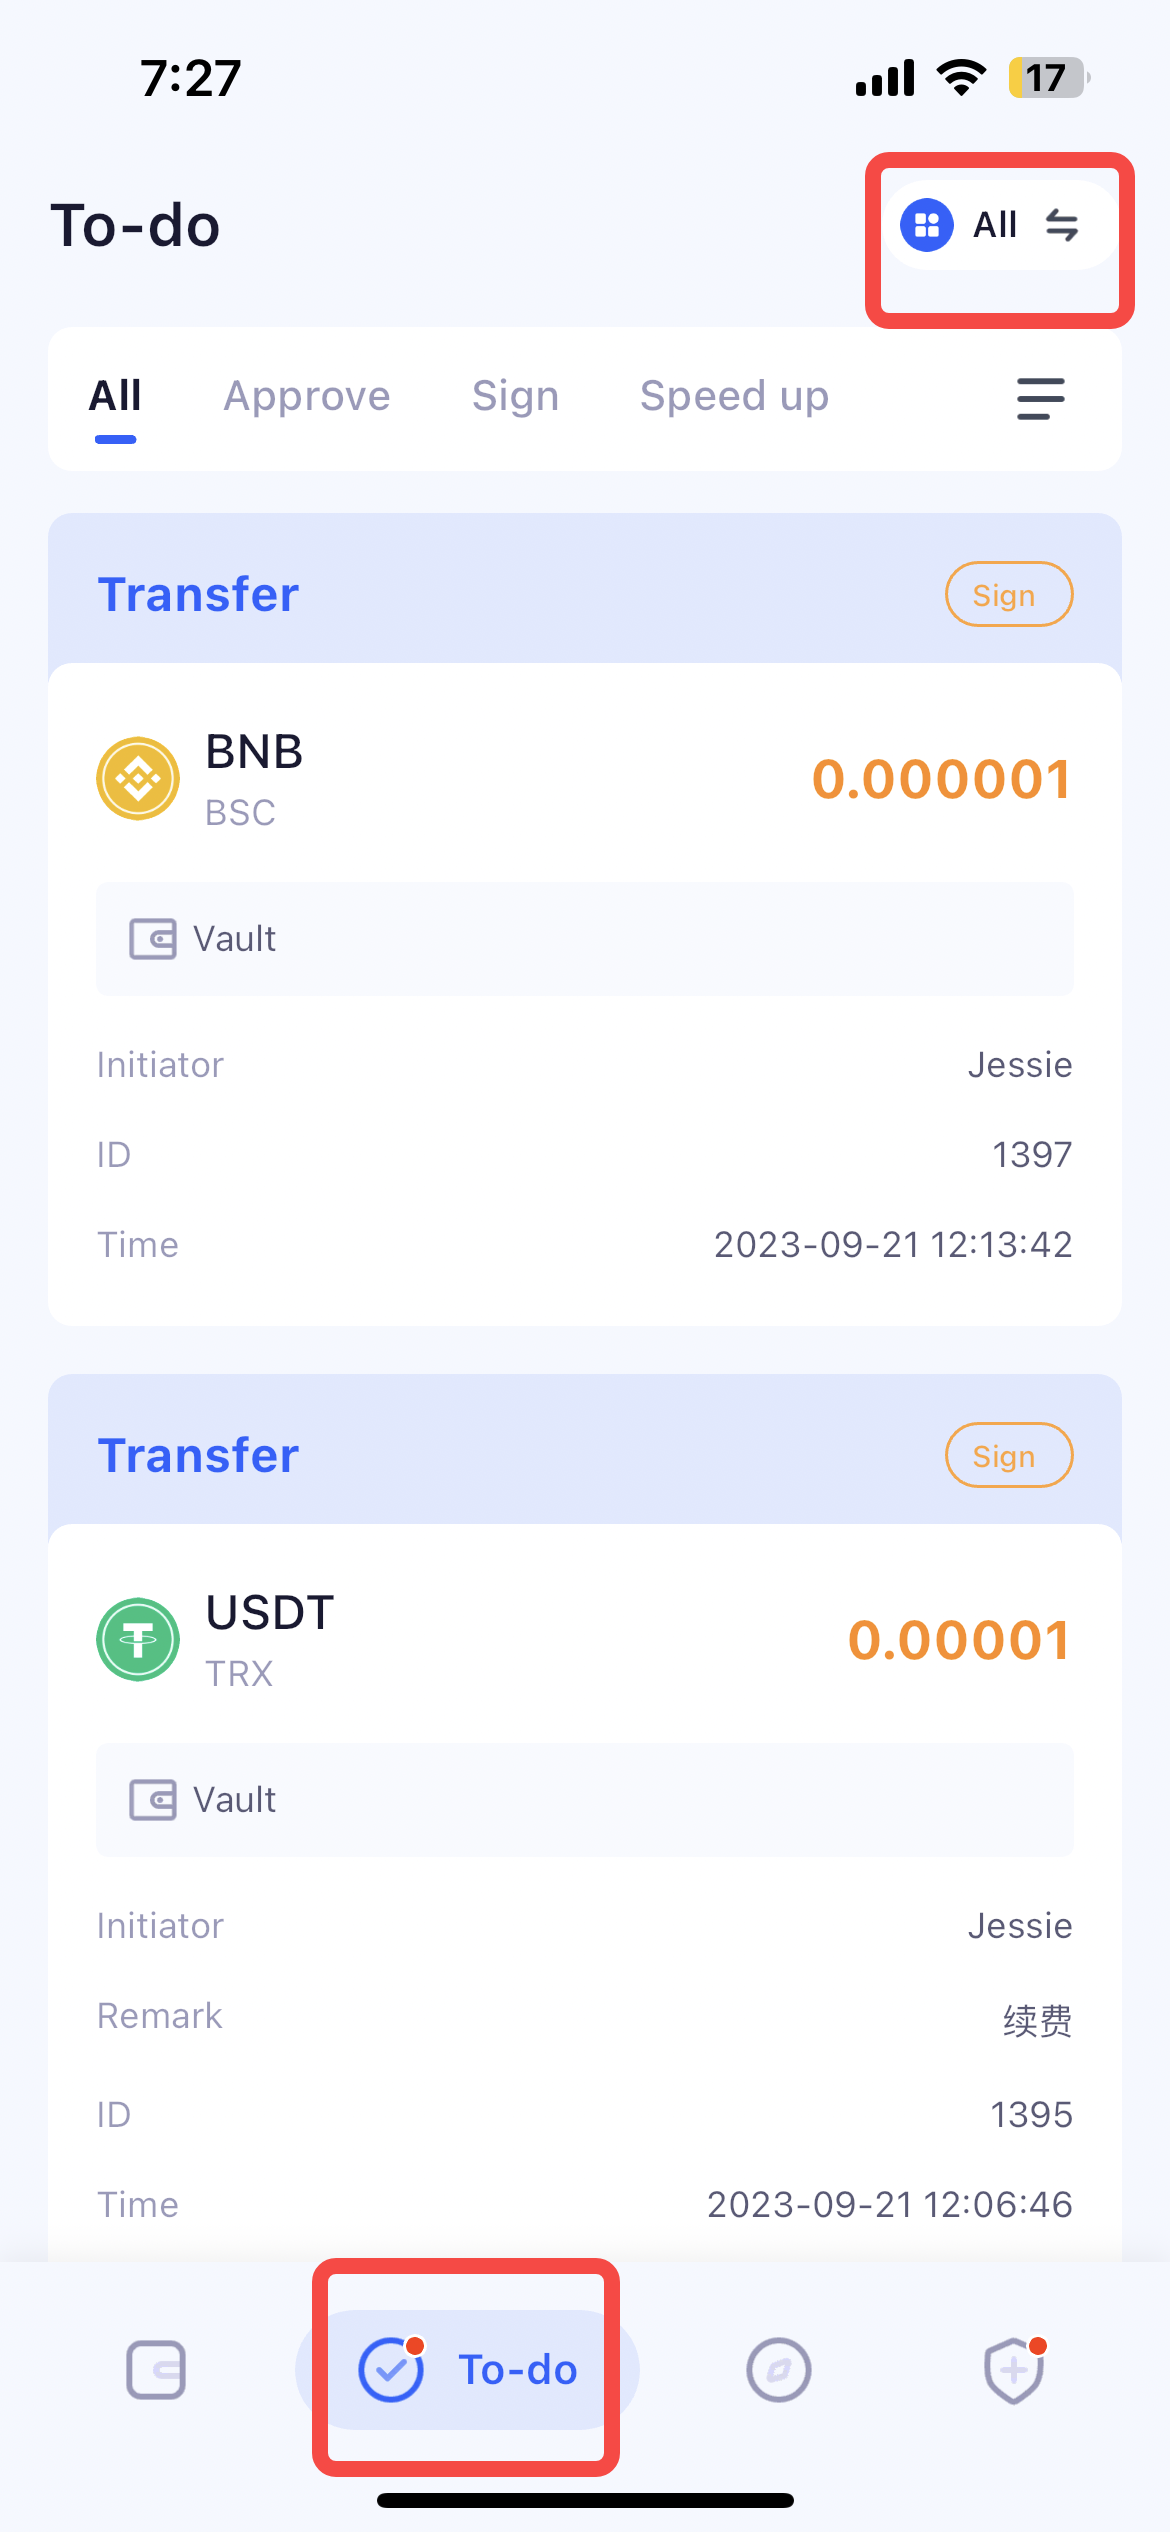 7:27
17
To-do
All
All Approve Sign Speed up
Transfer
Sign
BNB
BSC
0.000001
Vault
Initiator Jessie
ID 1397
Time 2023-09-21 12:13:42
Transfer
Sign
USDT
TRX
0.00001
Vault
Initiator Jessie
Remark 续费
ID 1395
Time 2023-09-21 12:06:46
To-do